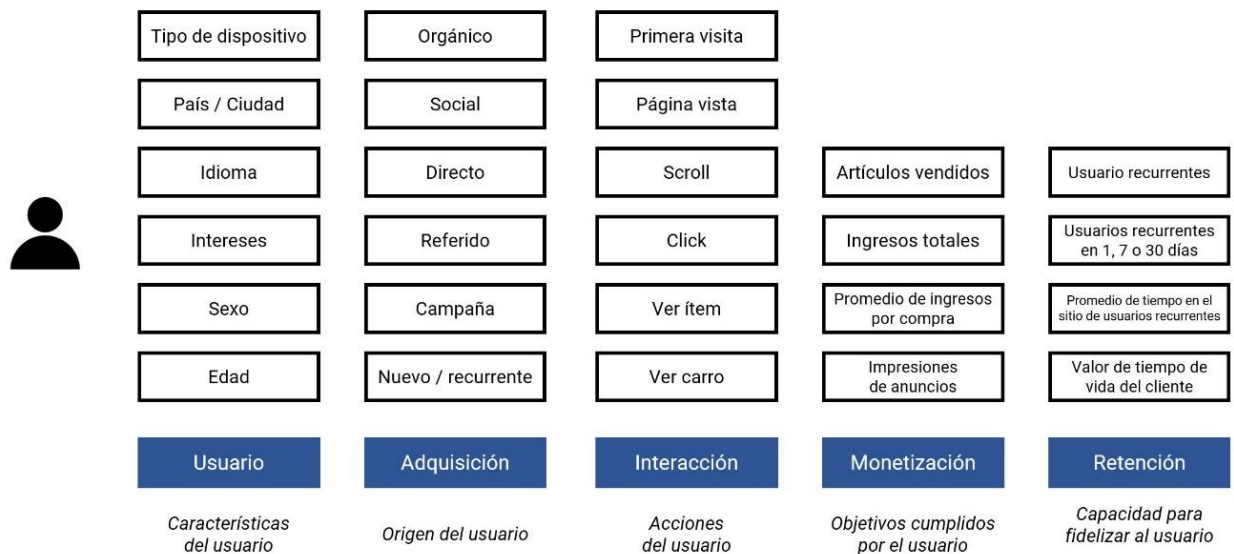 Tipo de dispositivo
País / Ciudad
Idioma
Intereses
Sexo
Edad
Usuario
Características
del usuario
Orgánico
Social
Directo
Referido
Campaña
Nuevo / recurrente
Adquisición
Origen del usuario
Primera visita
Página vista
Scroll
Click
Ver ítem
Ver carro
Interacción
Acciones
del usuario
Artículos vendidos
Ingresos totales
Promedio de ingresos
por compra
Impresiones
de anuncios
Monetización
Objetivos cumplidos
por el usuario
Usuario recurrentes
Usuarios recurrentes
en 1, 7 o 30 días
Promedio de tiempo en el
sitio de usuarios recurrentes
Valor de tiempo de
vida del cliente
Retención
Capacidad para
fidelizar al usuario